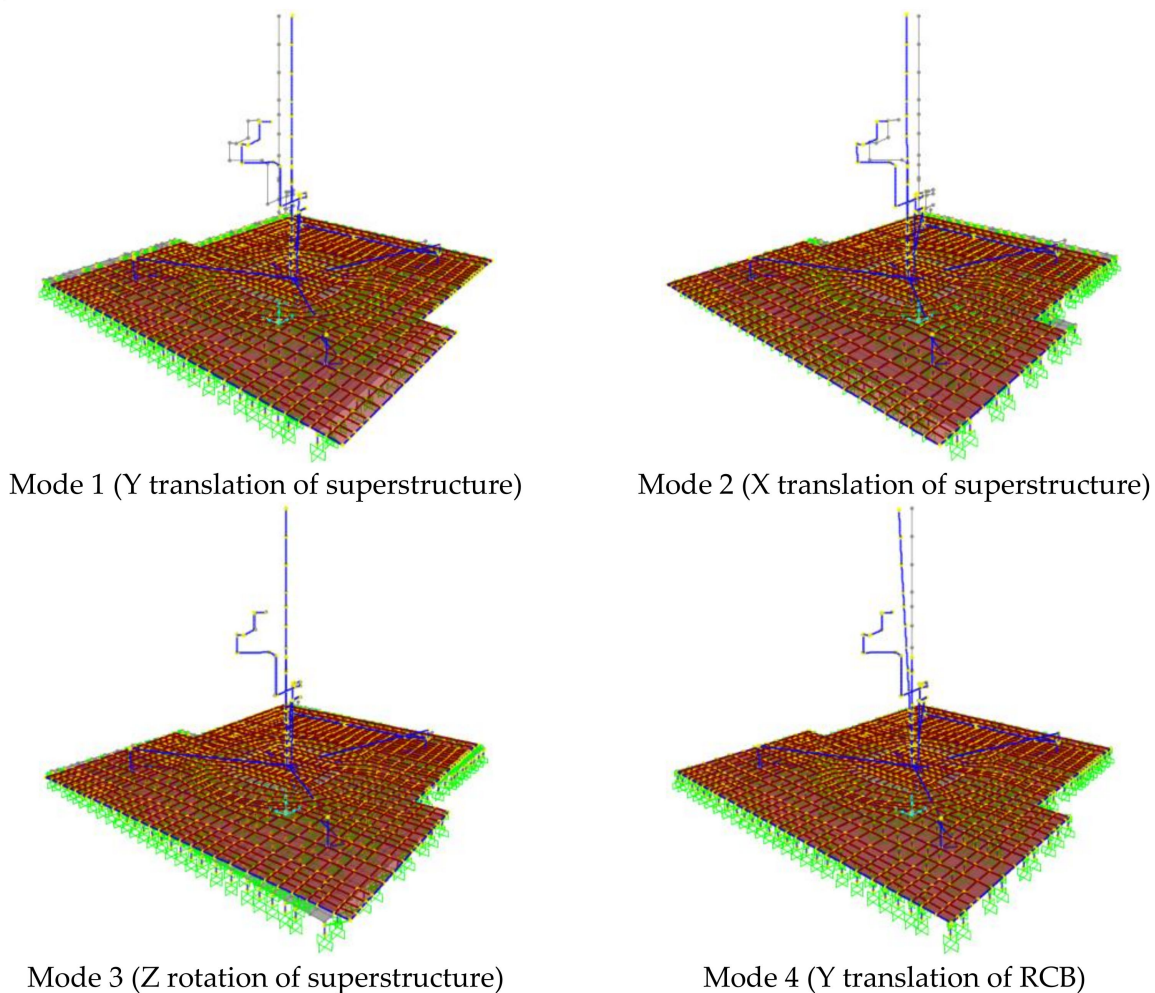 Mode 1 (Y translation of superstructure)
Mode 2 (X translation of superstructure)
Mode 3 (Z rotation of superstructure)
Mode 4 (Y translation of RCB)